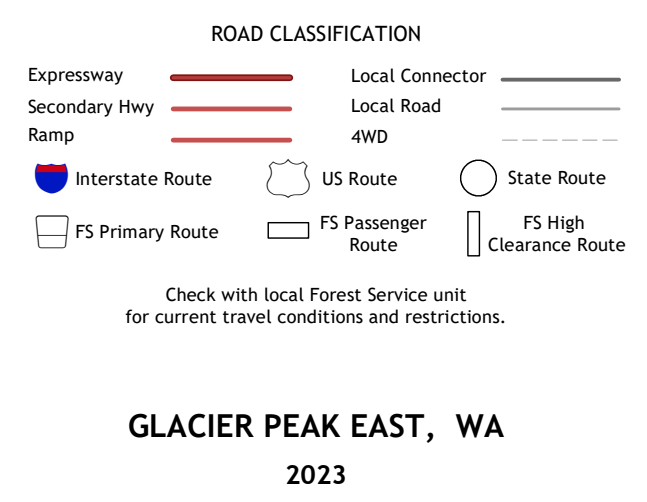 ROAD CLASSIFICATION
Expressway
Local Connector
Secondary Hwy
Local Road
Ramp
4WD
Interstate Route
US Route
State Route
FS Primary Route
FS Passenger
Route
FS High
Clearance Route
Check with local Forest Service unit
for current travel conditions and restrictions.
GLACIER PEAK EAST, WA
2023